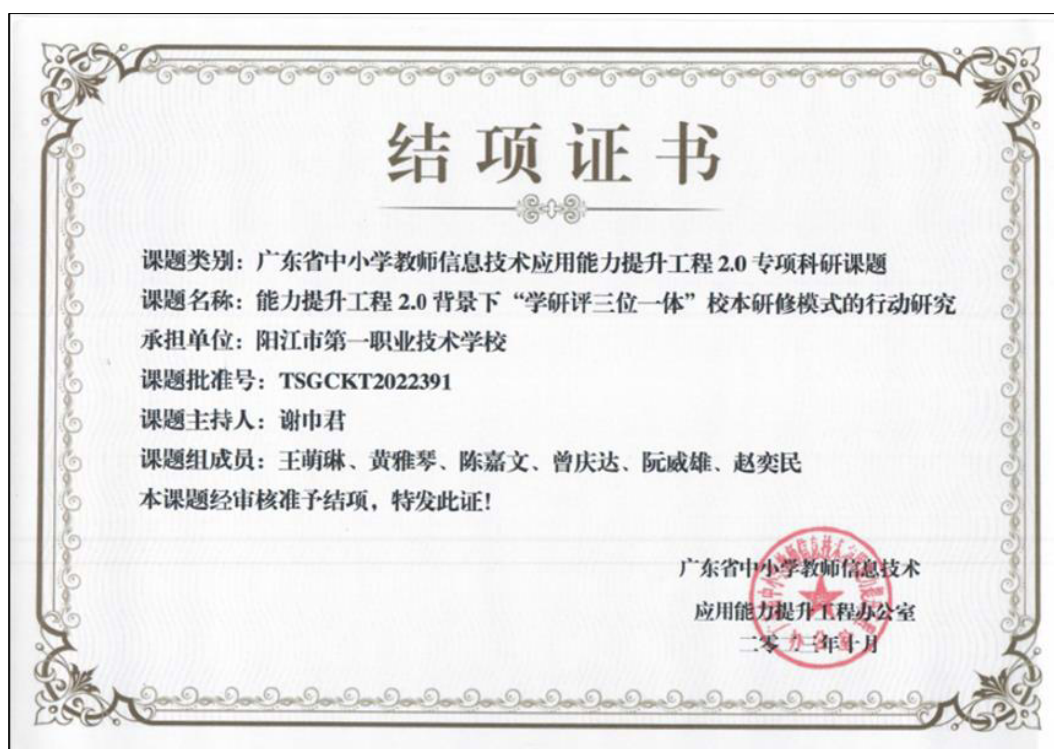 结项证书
课题类别：广东省中小学教师信息技术应用能力提升工程 2.0 专项科研课题
课题名称：能力提升工程 2.0 背景下“学研评三位一体”校本研修模式的行动研究
承担单位：阳江市第一职业技术学校
课题批准号：TSGCKT2022391
课题主持人：谢巾君
课题组成员：王萌琳、黄雅琴、陈嘉文、曾庆达、阮威雄、赵奕民
本课题经审核准予结项，特发此证！
广东省中小学教师信息技术
应用能力提升工程办公室
二零二三年十月
办公室